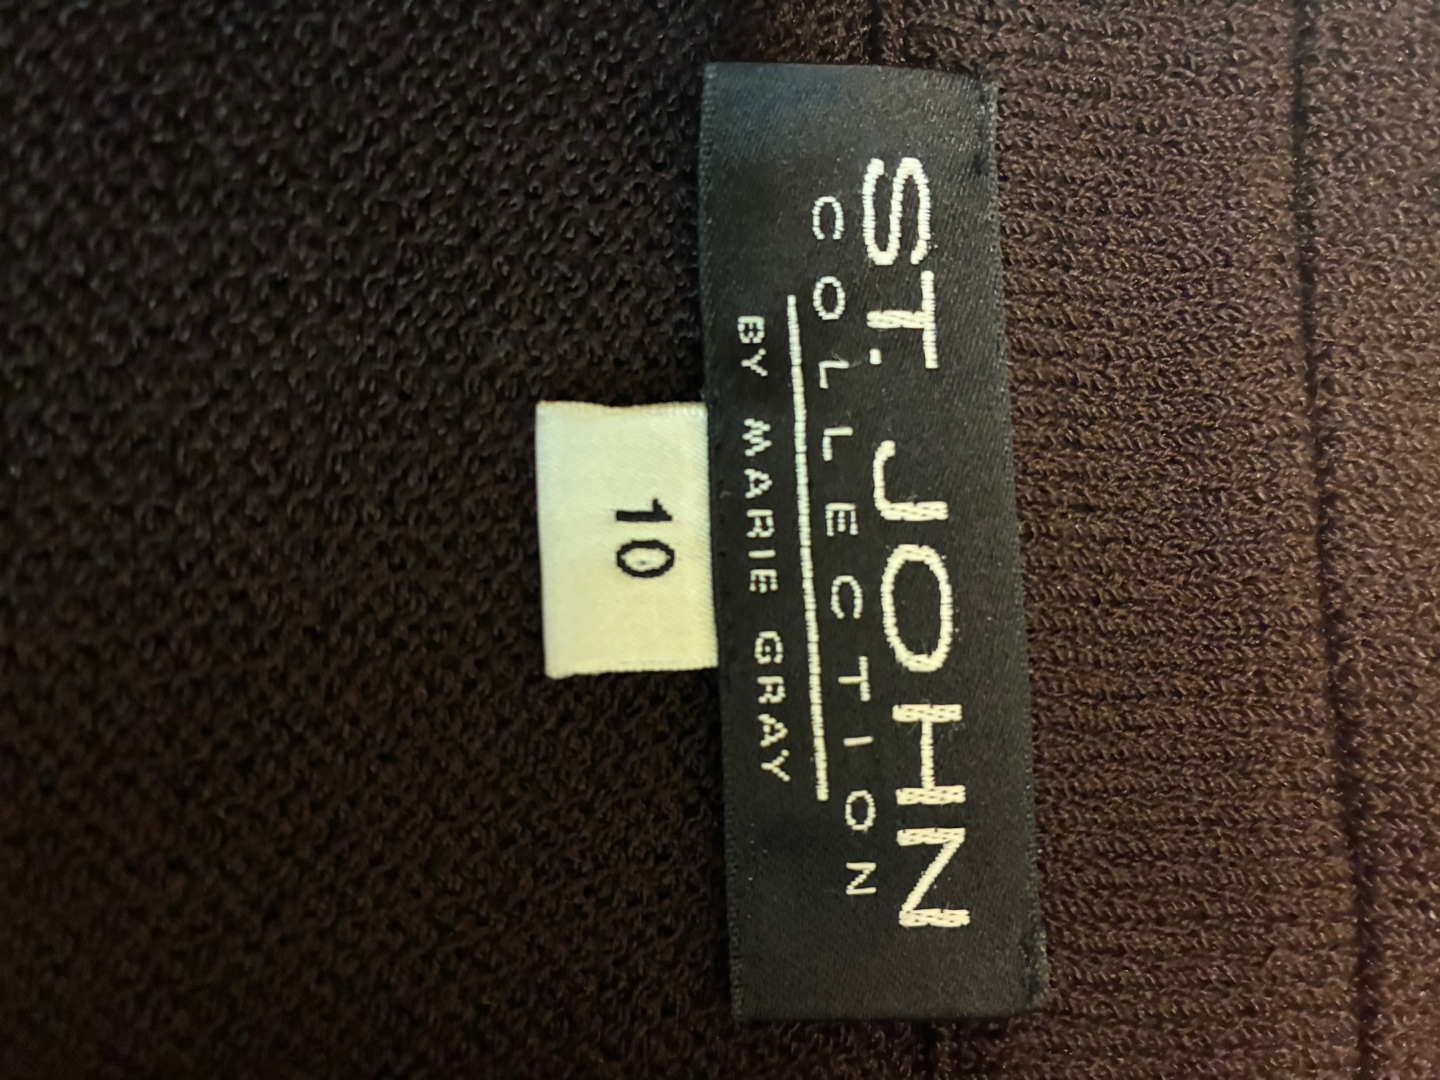 ST. JOHN
COLLECTION
BY MARIE GRAY
10